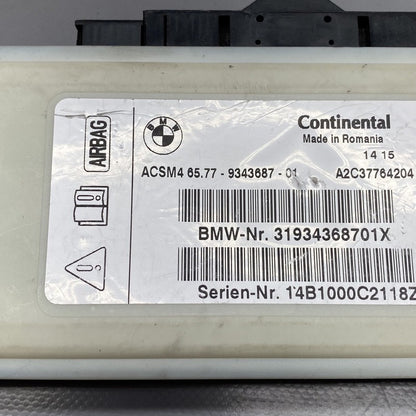 AIRBAG
BMW
Continental
Made in Romania
14 15
ACSM4 65.77 - 9343687 - 01 A2C37764204
BMW-Nr. 31934368701X
Serien-Nr. 14B1000C2118Z